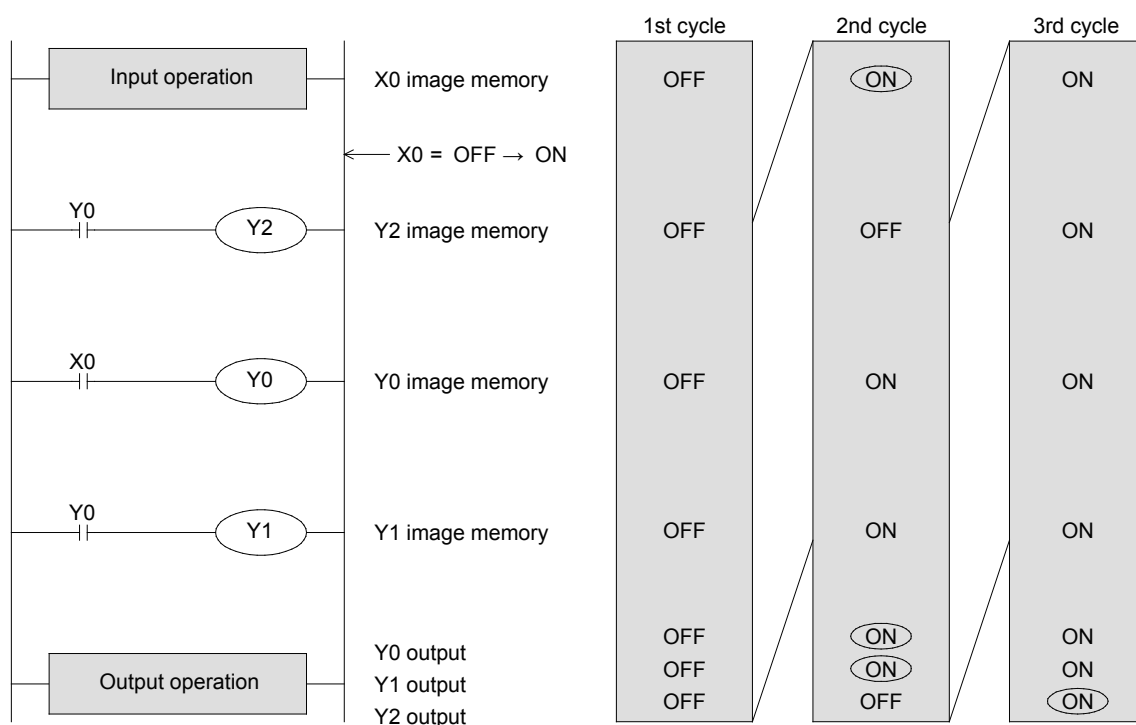 1st cycle 2nd cycle 3rd cycle
Input operation X0 image memory OFF ON ON
X0 = OFF → ON
Y0 Y2 Y2 image memory OFF OFF ON
X0 Y0 Y0 image memory OFF ON ON
Y0 Y1 Y1 image memory OFF ON ON
Y0 output OFF ON ON
Output operation Y1 output OFF ON ON
Y2 output OFF OFF ON